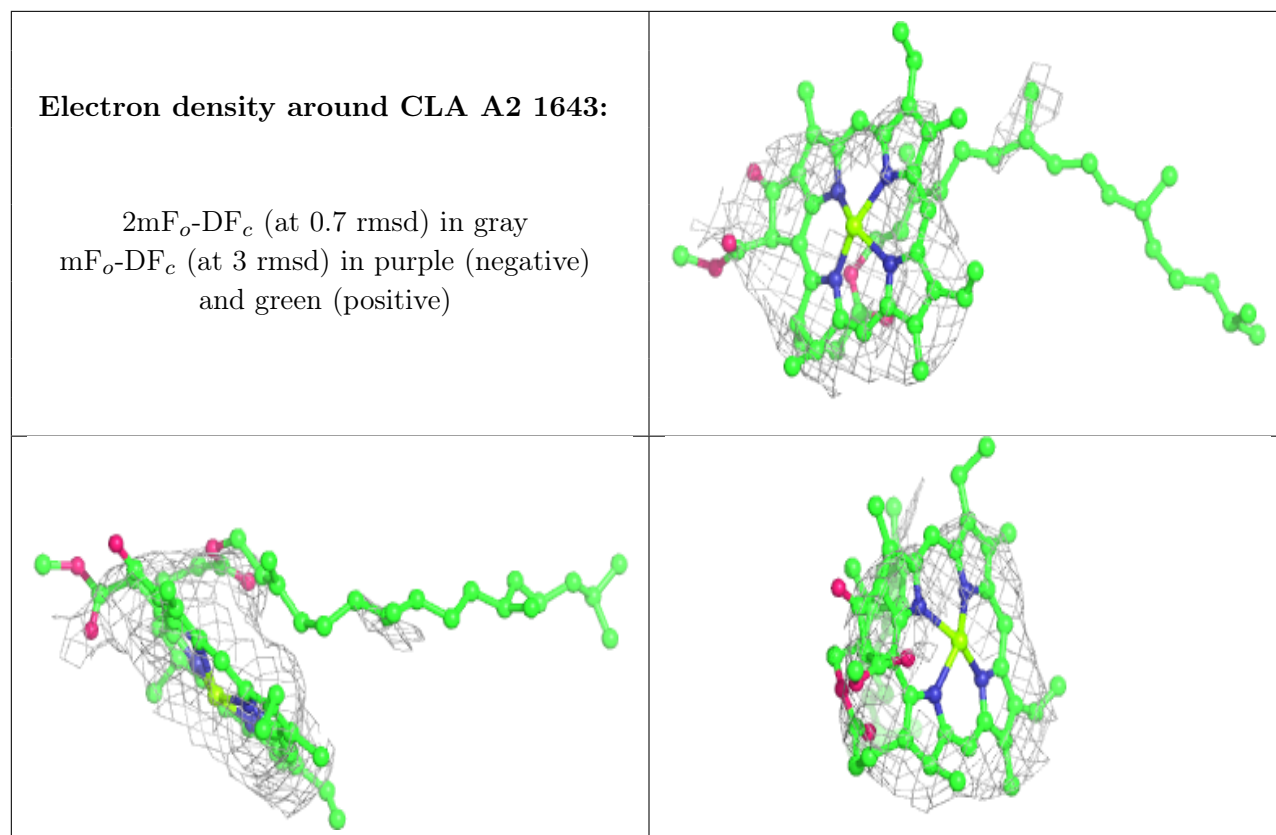 Electron density around CLA A2 1643:
2mFo-DFc (at 0.7 rmsd) in gray
mFo-DFc (at 3 rmsd) in purple (negative)
and green (positive)